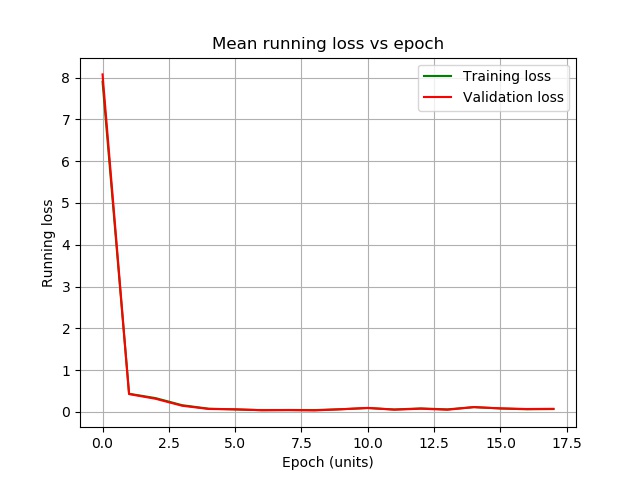 Mean running loss vs epoch
Training loss
Validation loss
8
7
6
5
4
3
2
1
0
Running loss
0.0 2.5 5.0 7.5 10.0 12.5 15.0 17.5
Epoch (units)